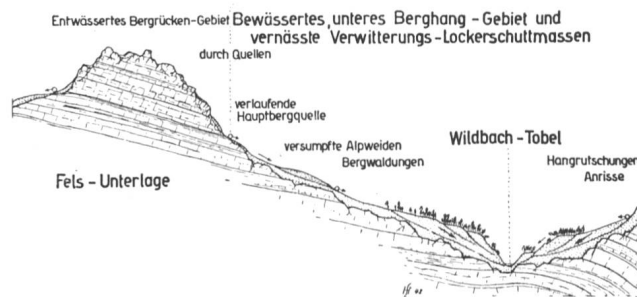 Entwässertes Bergrücken-Gebiet
Bewässertes, unteres Berghang-Gebiet und
vernässte Verwitterungs-Lockerschuttmassen
durch Quellen
verlaufende
Hauptbergquelle
versumpfte Alpweiden
Bergwaldungen
Wildbach-Tobel
Hangrutschungen
Anrisse
Fels-Unterlage